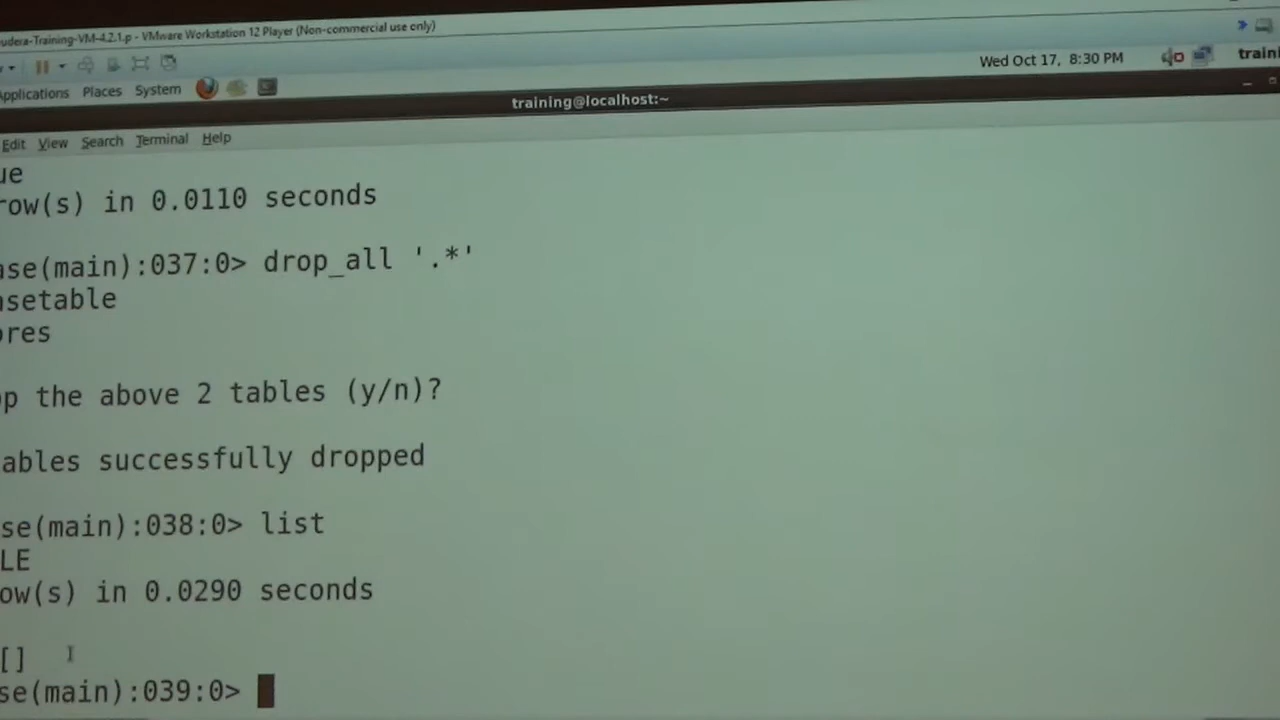 udera-Training-VM-4.2.1.p - VMware Workstation 12 Player (Non-commercial use only)
Wed Oct 17, 8:30 PM
traini
Applications Places System
training@localhost:~
Edit View Search Terminal Help
ue
row(s) in 0.0110 seconds
ase(main):037:0> drop_all '.*'
asetable
ores
op the above 2 tables (y/n)?
ables successfully dropped
se(main):038:0> list
LE
ow(s) in 0.0290 seconds
[]
se(main):039:0>